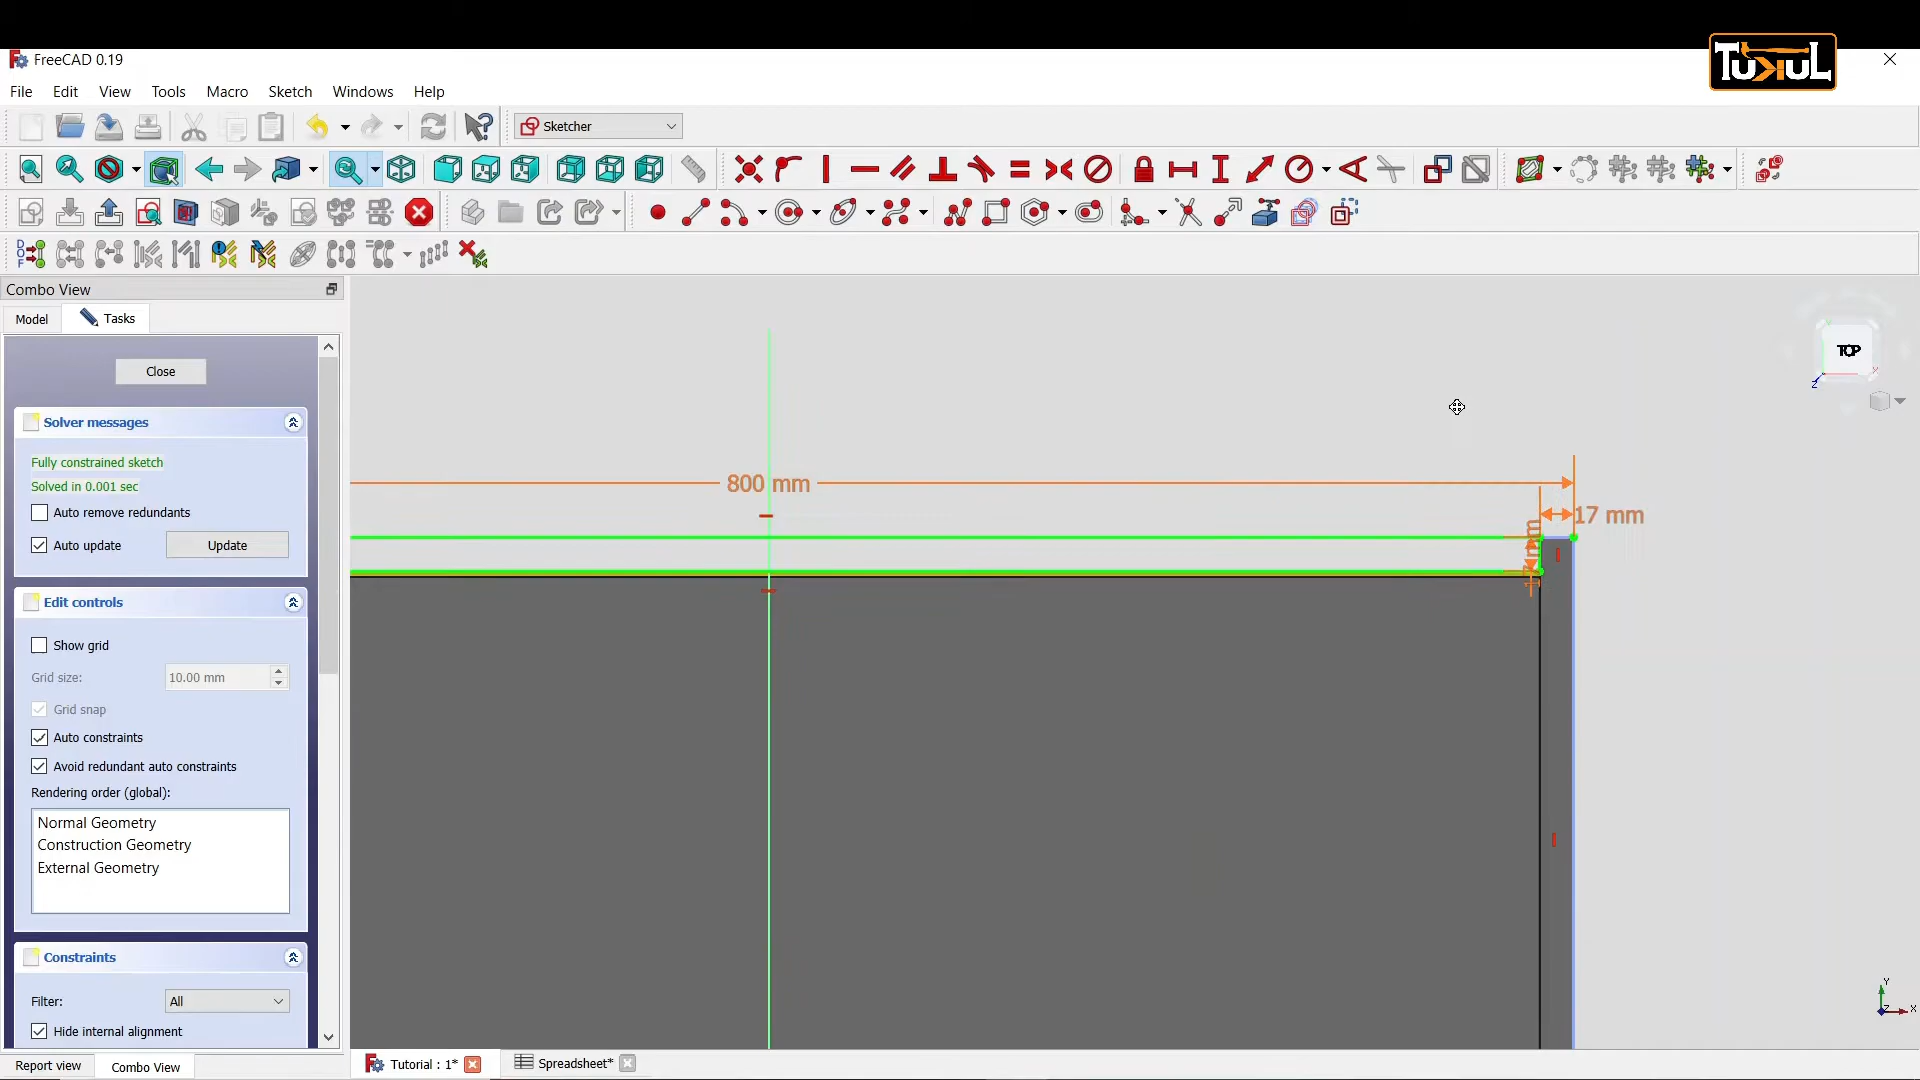 TUKUL
FreeCAD 0.19
File Edit View Tools Macro Sketch Windows Help
Sketcher
Combo View
Model Tasks
Close
Solver messages
Fully constrained sketch
Solved in 0.001 sec
Auto remove redundants
Auto update Update
Edit controls
Show grid
Grid size: 10.00 mm
Grid snap
Auto constraints
Avoid redundant auto constraints
Rendering order (global):
Normal Geometry
Construction Geometry
External Geometry
Constraints
Filter: All
Hide internal alignment
Report view Combo View
800 mm
17 mm
TOP
Z
Y
X
Tutorial : 1* Spreadsheet*